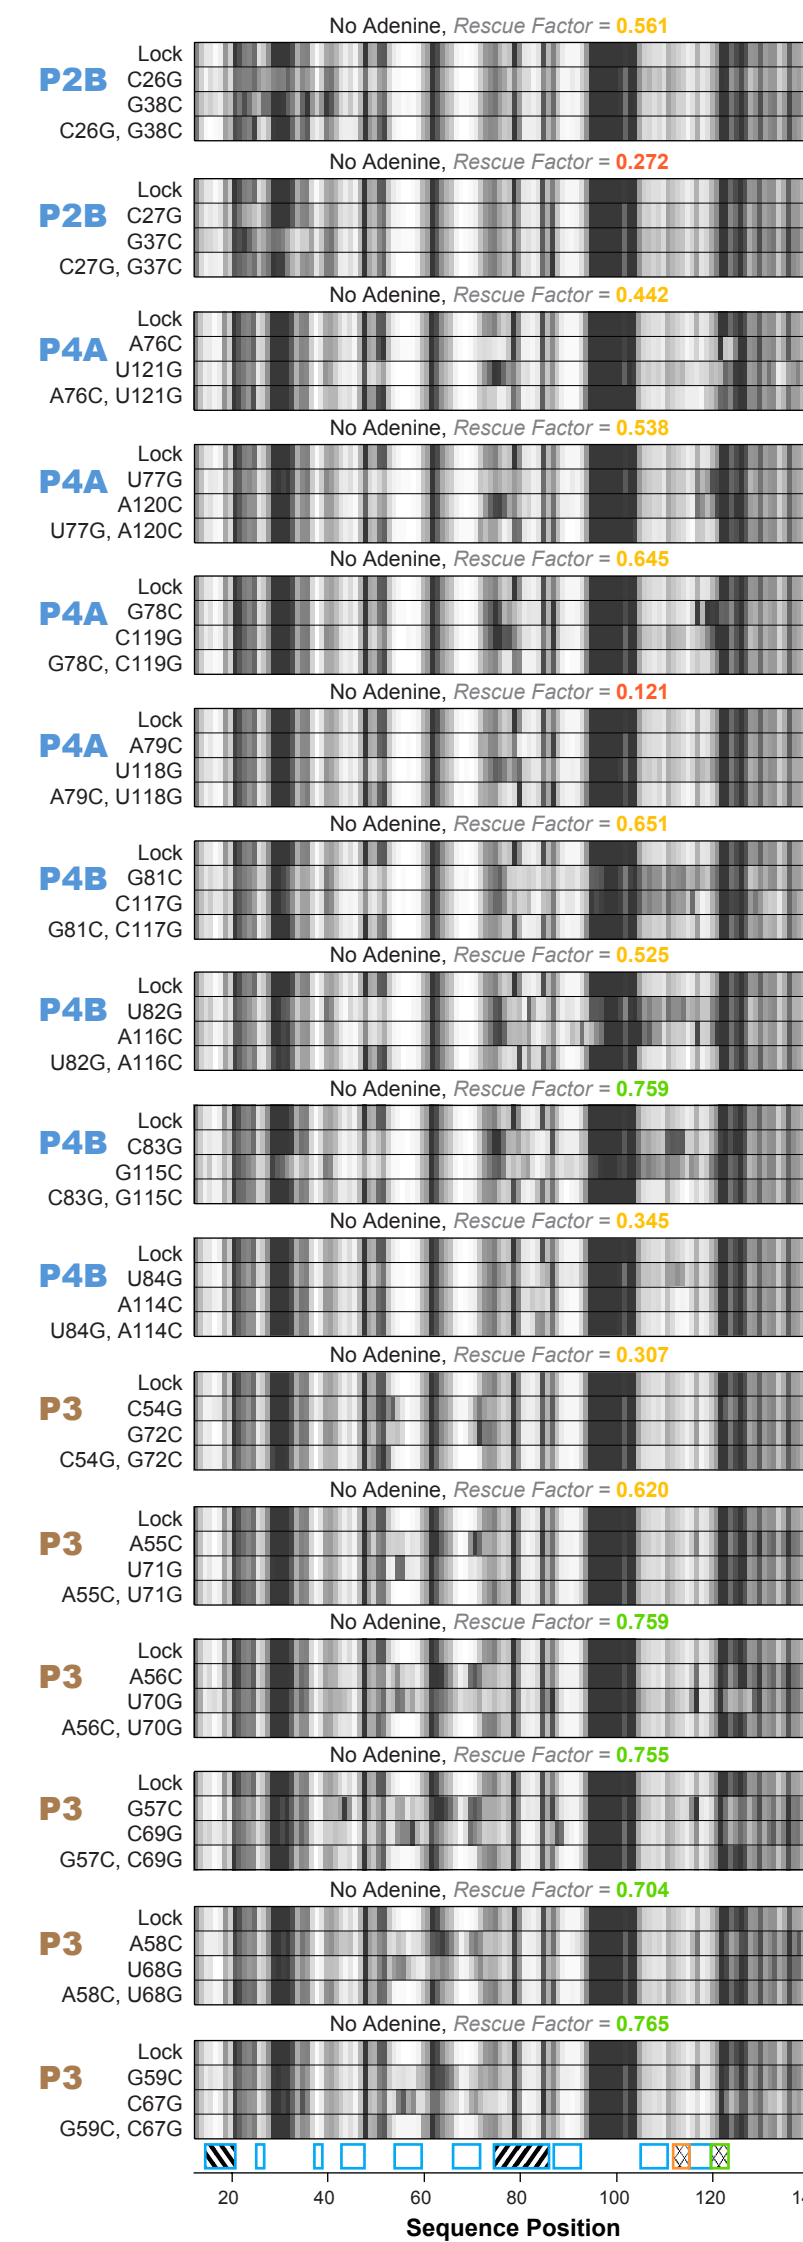 No Adenine, Rescue Factor = 0.561
P2B
Lock
C26G
G38C
C26G, G38C
No Adenine, Rescue Factor = 0.272
P2B
Lock
C27G
G37C
C27G, G37C
No Adenine, Rescue Factor = 0.442
P4A
Lock
A76C
U121G
A76C, U121G
No Adenine, Rescue Factor = 0.538
P4A
Lock
U77G
A120C
U77G, A120C
No Adenine, Rescue Factor = 0.645
P4A
Lock
G78C
C119G
G78C, C119G
No Adenine, Rescue Factor = 0.121
P4A
Lock
A79C
U118G
A79C, U118G
No Adenine, Rescue Factor = 0.651
P4B
Lock
G81C
C117G
G81C, C117G
No Adenine, Rescue Factor = 0.525
P4B
Lock
U82G
A116C
U82G, A116C
No Adenine, Rescue Factor = 0.759
P4B
Lock
C83G
G115C
C83G, G115C
No Adenine, Rescue Factor = 0.345
P4B
Lock
U84G
A114C
U84G, A114C
No Adenine, Rescue Factor = 0.307
P3
Lock
C54G
G72C
C54G, G72C
No Adenine, Rescue Factor = 0.620
P3
Lock
A55C
U71G
A55C, U71G
No Adenine, Rescue Factor = 0.759
P3
Lock
A56C
U70G
A56C, U70G
No Adenine, Rescue Factor = 0.755
P3
Lock
G57C
C69G
G57C, C69G
No Adenine, Rescue Factor = 0.704
P3
Lock
A58C
U68G
A58C, U68G
No Adenine, Rescue Factor = 0.765
P3
Lock
G59C
C67G
G59C, C67G
20 40 60 80 100 120
Sequence Position